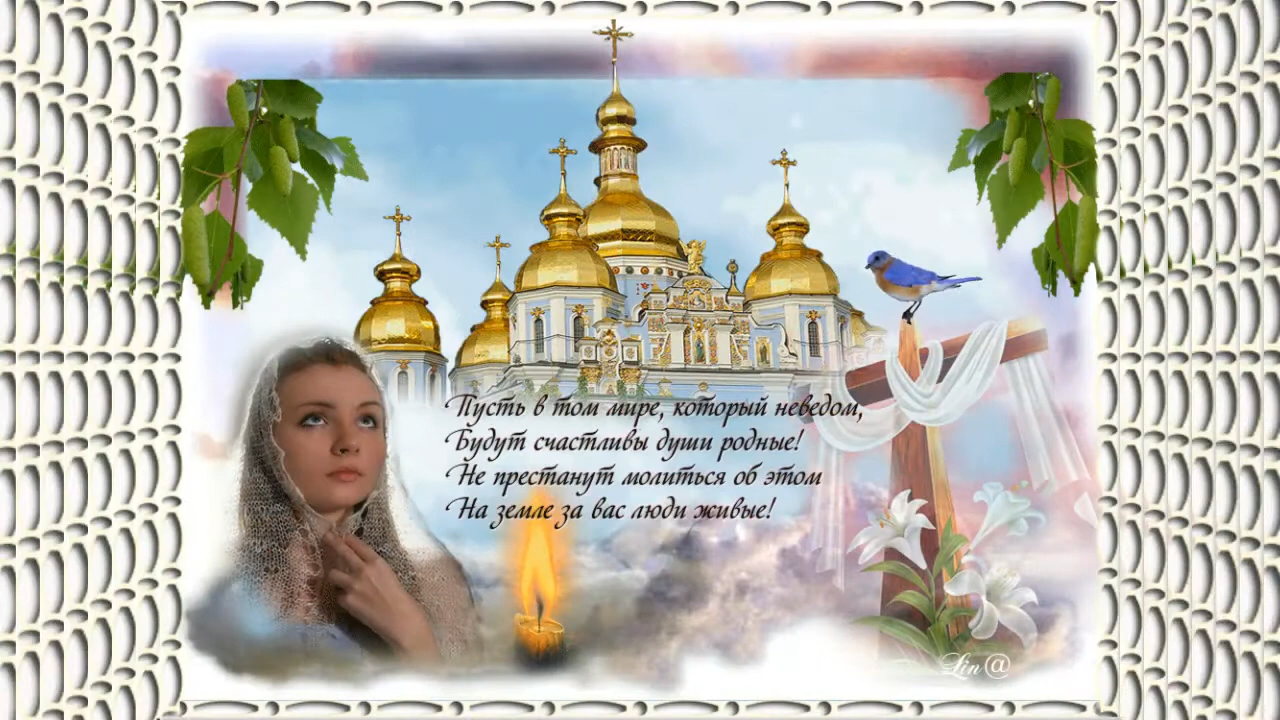 Пусть в том мире, который неведом,
Будут счастливы души родные!
Не престанут молиться об этом
На земле за вас люди живые!
Lin@